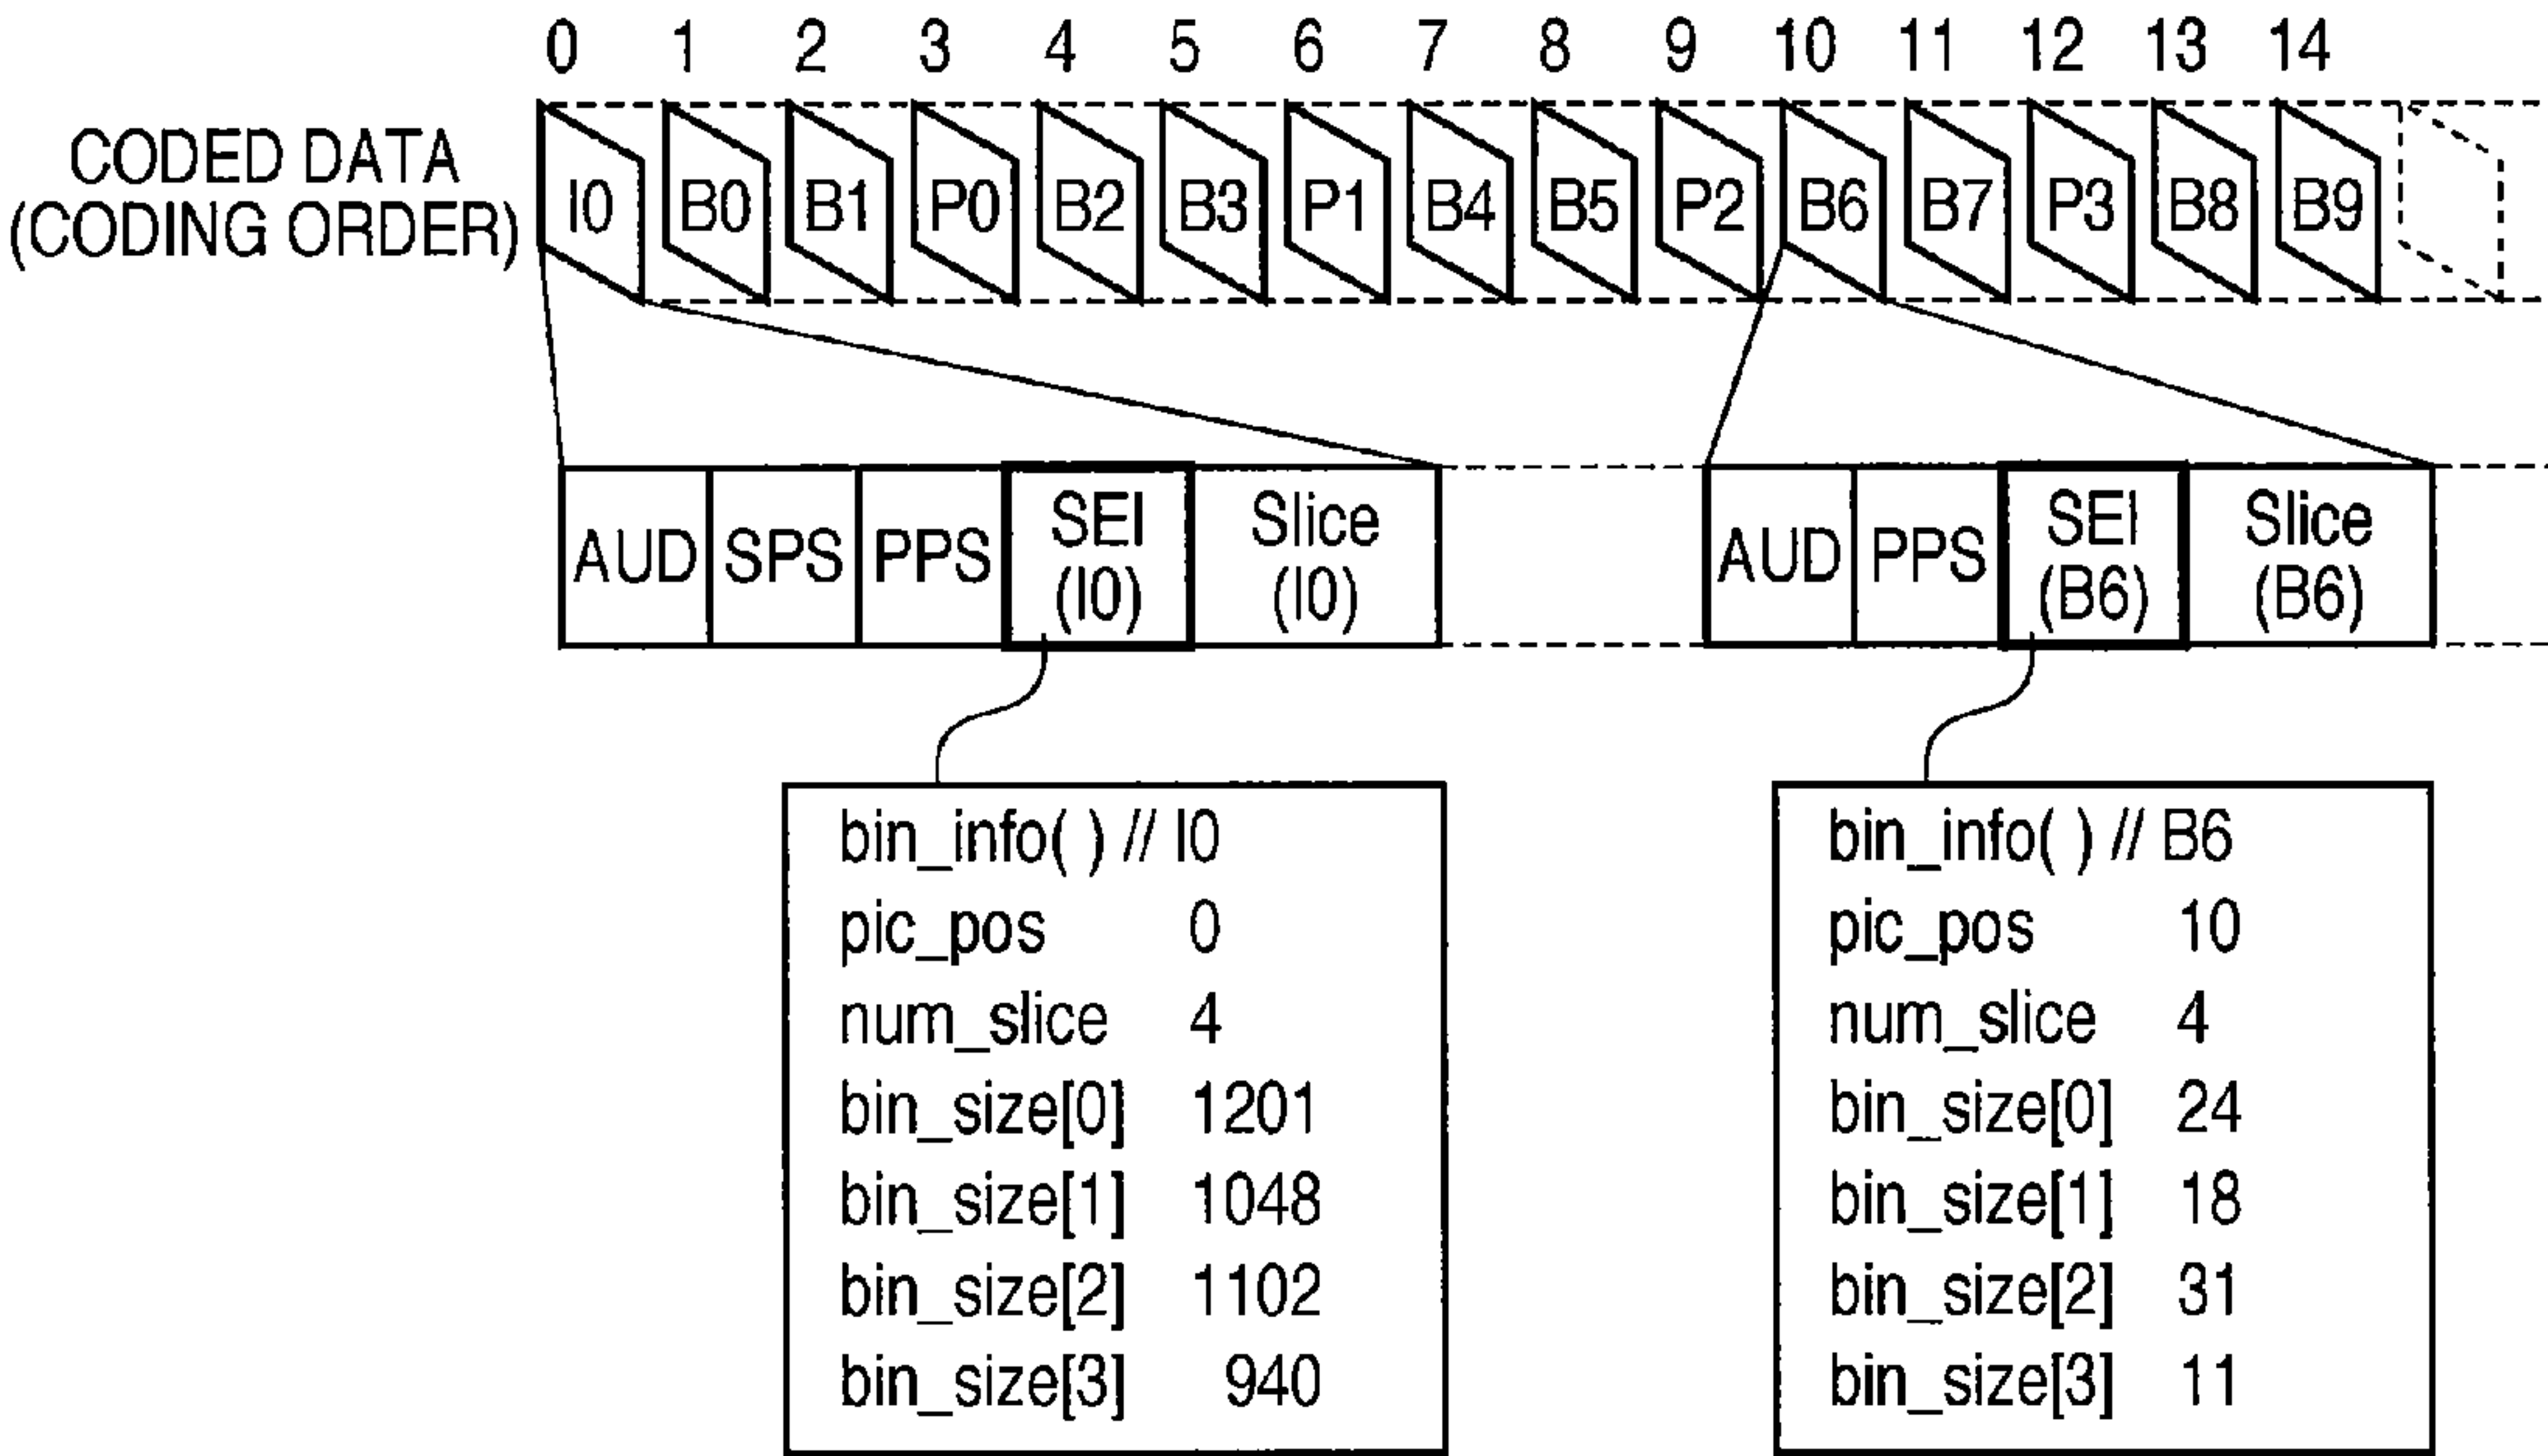 0 1 2 3 4 5 6 7 8 9 10 11 12 13 14
CODED DATA
(CODING ORDER)
I0 B0 B1 P0 B2 B3 P1 B4 B5 P2 B6 B7 P3 B8 B9
AUD SPS PPS SEI (I0) Slice (I0)
AUD PPS SEI (B6) Slice (B6)
bin_info( ) // I0
pic_pos 0
num_slice 4
bin_size[0] 1201
bin_size[1] 1048
bin_size[2] 1102
bin_size[3] 940
bin_info( ) // B6
pic_pos 10
num_slice 4
bin_size[0] 24
bin_size[1] 18
bin_size[2] 31
bin_size[3] 11